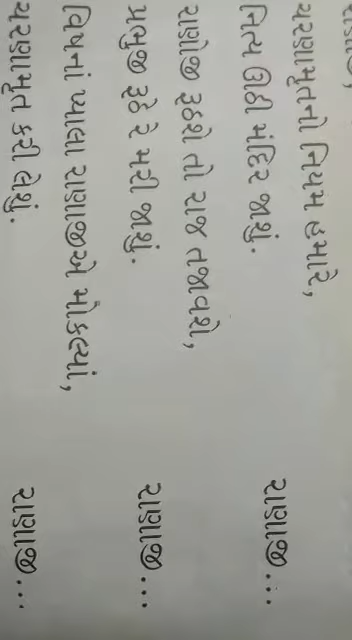 ચરણામૃતનો નિયમ હમારે,
નિત્ય ઊઠી મંદિર જાશું. રાણાજી...
રાણોજી રૂઠશે તો રાજ તજાવશે,
પ્રભુજી રૂઠે રે મરી જાશું. રાણાજી...
વિષનાં પ્યાલા રાણાજીએ મોકલ્યાં,
ચરણામૃત કરી લેશું. રાણાજી...